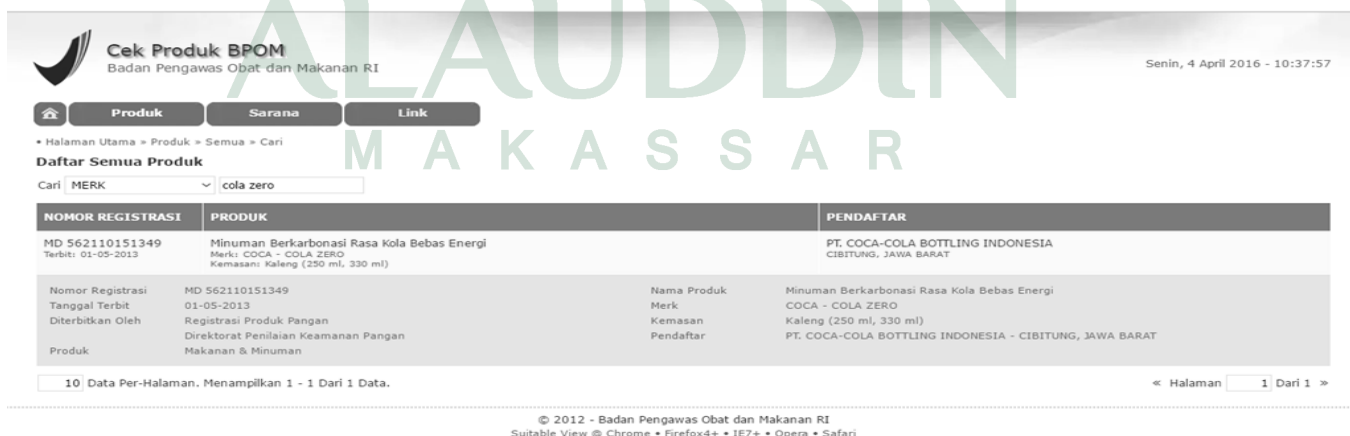 ALAUDDIN
MAKASSAR
Cek Produk BPOM
Badan Pengawas Obat dan Makanan RI
Senin, 4 April 2016 - 10:37:57
Produk Sarana Link
• Halaman Utama » Produk » Semua » Cari
Daftar Semua Produk
Cari MERK cola zero
NOMOR REGISTRASI PRODUK PENDAFTAR
MD 562110151349 Minuman Berkarbonasi Rasa Kola Bebas Energi PT. COCA-COLA BOTTLING INDONESIA
Terbit: 01-05-2013 Merk: COCA - COLA ZERO CIBITUNG, JAWA BARAT
Kemasan: Kaleng (250 ml, 330 ml)
Nomor Registrasi MD 562110151349 Nama Produk Minuman Berkarbonasi Rasa Kola Bebas Energi
Tanggal Terbit 01-05-2013 Merk COCA - COLA ZERO
Diterbitkan Oleh Registrasi Produk Pangan Kemasan Kaleng (250 ml, 330 ml)
Direktorat Penilaian Keamanan Pangan Pendaftar PT. COCA-COLA BOTTLING INDONESIA - CIBITUNG, JAWA BARAT
Produk Makanan & Minuman
10 Data Per-Halaman. Menampilkan 1 - 1 Dari 1 Data. « Halaman 1 Dari 1 »
© 2012 - Badan Pengawas Obat dan Makanan RI
Suitable View @ Chrome • Firefox4+ • IE7+ • Opera • Safari